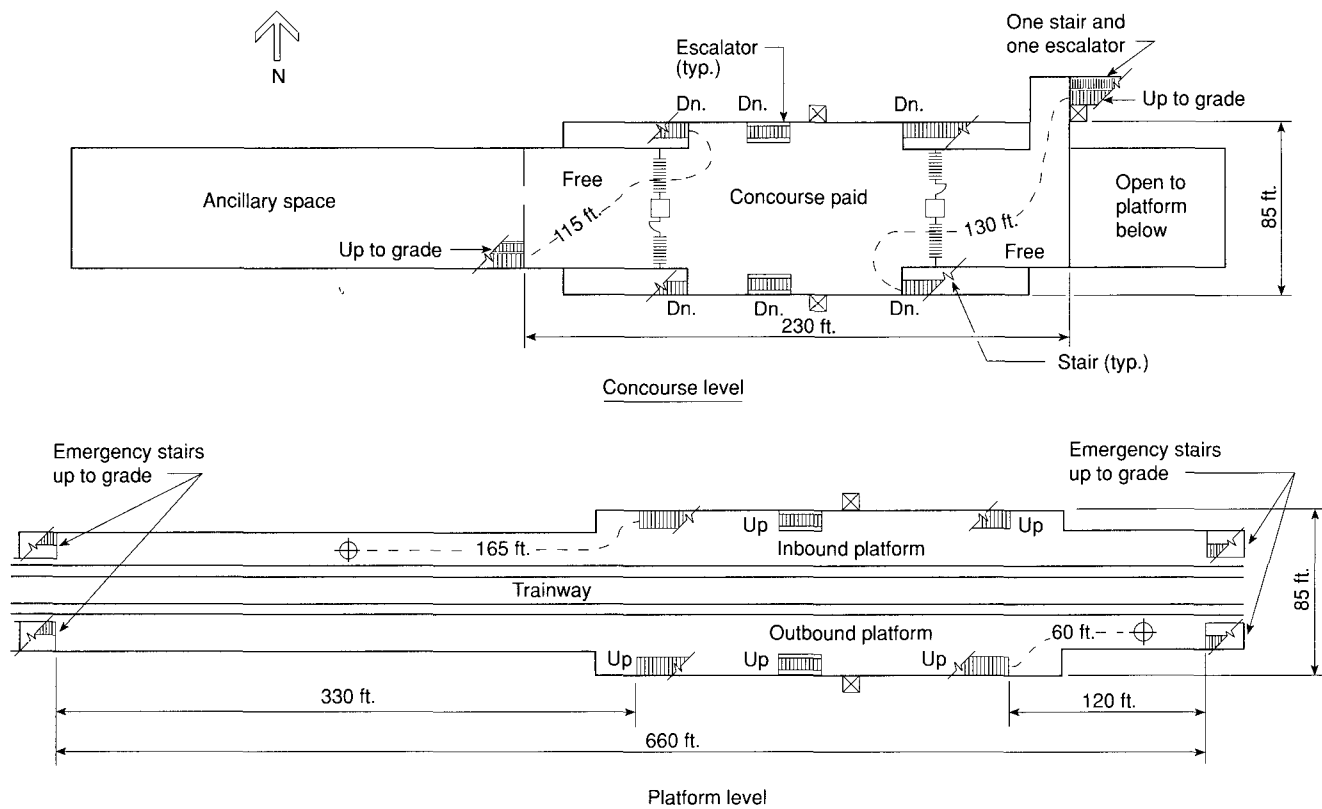 One stair and
one escalator
Escalator
(typ.)
N
Dn.
Dn.
Dn.
Up to grade
Free
Ancillary space
Concourse paid
Open to
platform
below
85 ft.
115 ft.
130 ft.
Up to grade
Free
Dn.
Dn.
Dn.
230 ft.
Stair (typ.)
Concourse level
Emergency stairs
up to grade
Emergency stairs
up to grade
Up
Up
165 ft.
Inbound platform
Trainway
85 ft.
Outbound platform
60 ft.
Up
Up
Up
330 ft.
120 ft.
660 ft.
Platform level